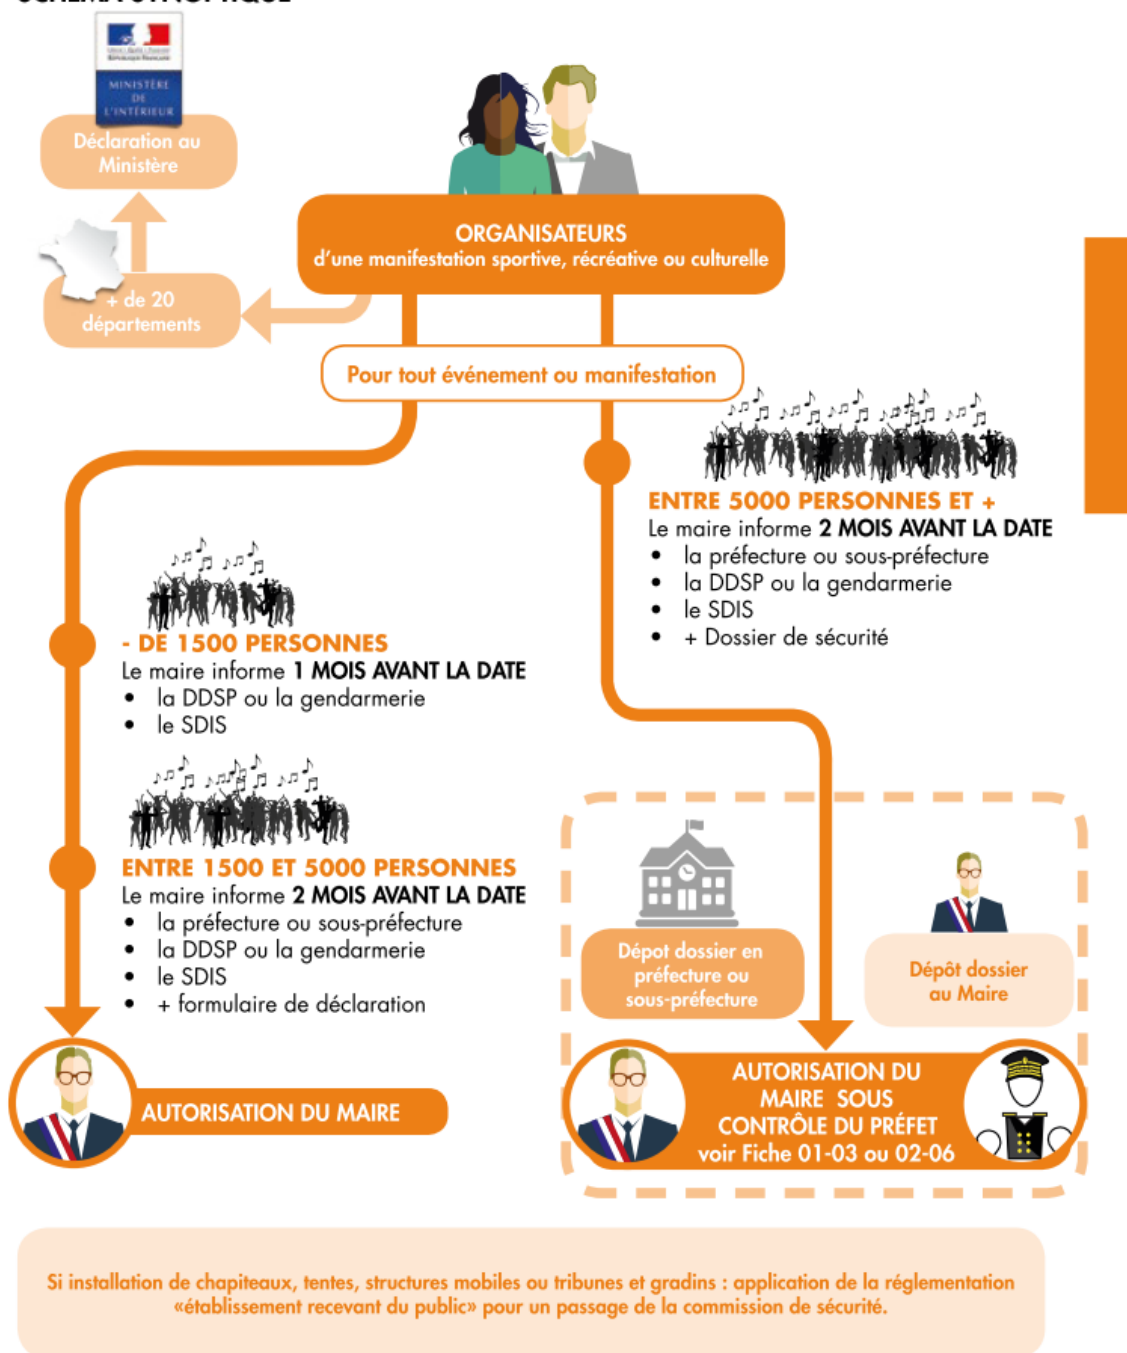 SCHÉMA SYNOPTIQUE
RÉPUBLIQUE FRANÇAISE
MINISTÈRE
DE
L'INTÉRIEUR
Déclaration au
Ministère
+ de 20
départements
ORGANISATEURS
d'une manifestation sportive, récréative ou culturelle
Pour tout événement ou manifestation
ENTRE 5000 PERSONNES ET +
Le maire informe 2 MOIS AVANT LA DATE
• la préfecture ou sous-préfecture
• la DDSP ou la gendarmerie
• le SDIS
• + Dossier de sécurité
- DE 1500 PERSONNES
Le maire informe 1 MOIS AVANT LA DATE
• la DDSP ou la gendarmerie
• le SDIS
ENTRE 1500 ET 5000 PERSONNES
Le maire informe 2 MOIS AVANT LA DATE
• la préfecture ou sous-préfecture
• la DDSP ou la gendarmerie
• le SDIS
• + formulaire de déclaration
AUTORISATION DU MAIRE
Dépot dossier en
préfecture ou
sous-préfecture
Dépôt dossier
au Maire
AUTORISATION DU
MAIRE SOUS
CONTRÔLE DU PRÉFET
voir Fiche 01-03 ou 02-06
Si installation de chapiteaux, tentes, structures mobiles ou tribunes et gradins : application de la réglementation
«établissement recevant du public» pour un passage de la commission de sécurité.